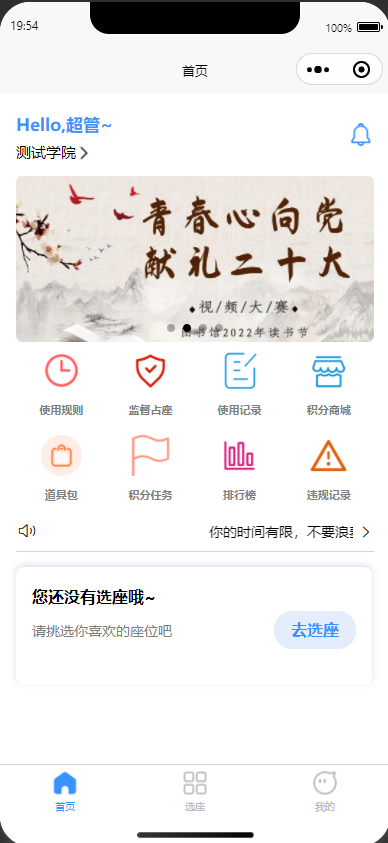 19:54
100%
首页
Hello,超管~
测试学院
青春心向党
献礼二十大
视/频/大/赛
图书馆2022年读书节
使用规则
监督占座
使用记录
积分商城
道具包
积分任务
排行榜
违规记录
你的时间有限，不要浪
您还没有选座哦~
请挑选你喜欢的座位吧
去选座
首页
选座
我的